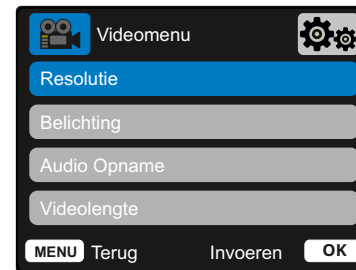 Videomenu
Resolutie
Belichting
Audio Opname
Videolengte
MENU Terug Invoeren OK